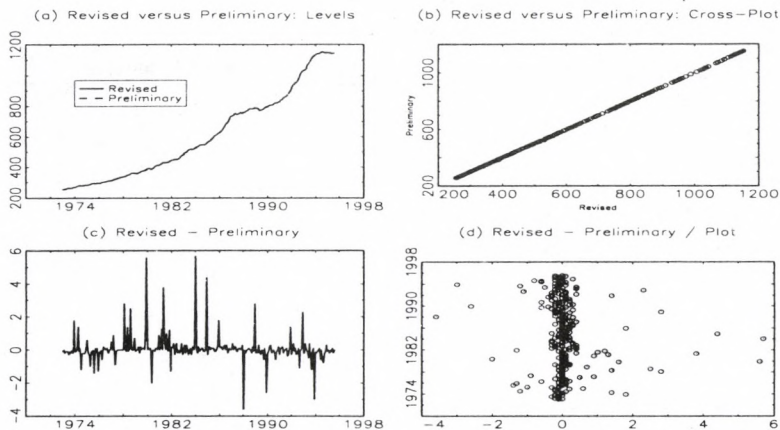 (a) Revised versus Preliminary: Levels
1200
1000
800
600
400
200
Revised
Preliminary
1974 1982 1990 1998
(b) Revised versus Preliminary: Cross-Plot
Preliminary
1000
600
200
200 400 600 800 1000 1200
Revised
(c) Revised - Preliminary
6
4
2
0
-2
-4
1974 1982 1990 1998
(d) Revised - Preliminary / Plot
1998
1990
1982
1974
-4 -2 0 2 4 6